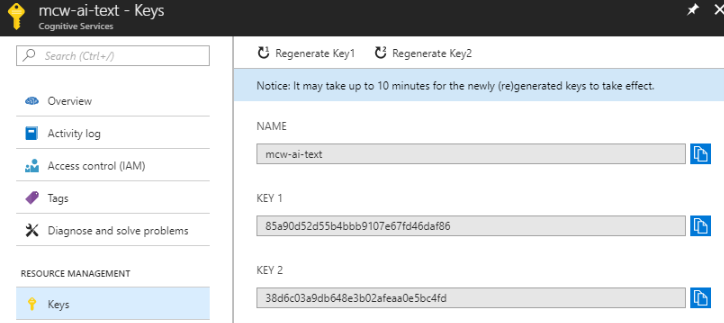 mcw-ai-text - Keys
Cognitive Services
Search (Ctrl+/)
Overview
Activity log
Access control (IAM)
Tags
Diagnose and solve problems
RESOURCE MANAGEMENT
Keys
Regenerate Key1 Regenerate Key2
Notice: It may take up to 10 minutes for the newly (re)generated keys to take effect.
NAME
mcw-ai-text
KEY 1
85a90d52d55b4bbb9107e67fd46daf86
KEY 2
38d6c03a9db648e3b02afeaa0e5bc4fd